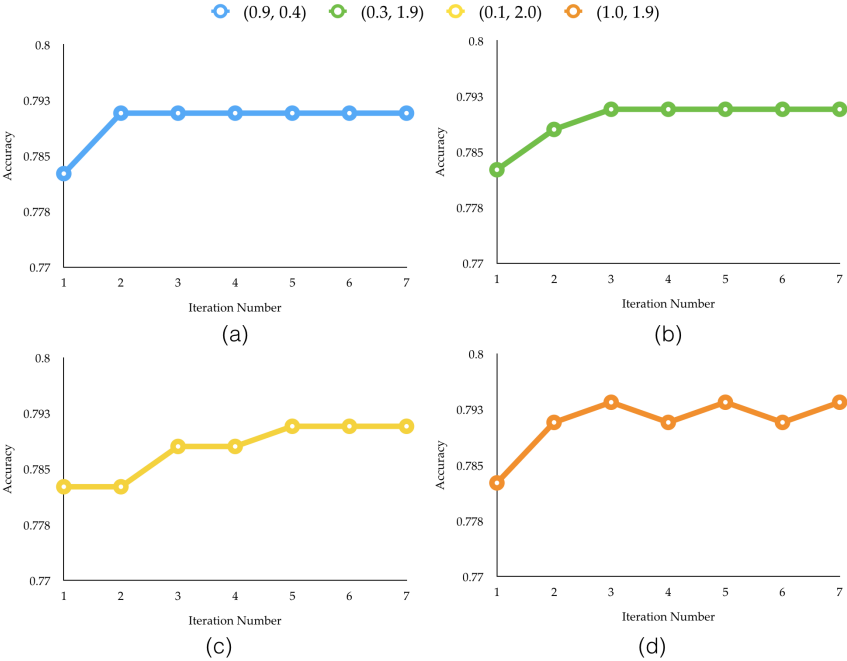 (0.9, 0.4) (0.3, 1.9) (0.1, 2.0) (1.0, 1.9)
0.8
0.793
0.785
0.778
0.77
Accuracy
1 2 3 4 5 6 7
Iteration Number
(a)
0.8
0.793
0.785
0.778
0.77
Accuracy
1 2 3 4 5 6 7
Iteration Number
(b)
0.8
0.793
0.785
0.778
0.77
Accuracy
1 2 3 4 5 6 7
Iteration Number
(c)
0.8
0.793
0.785
0.778
0.77
Accuracy
1 2 3 4 5 6 7
Iteration Number
(d)